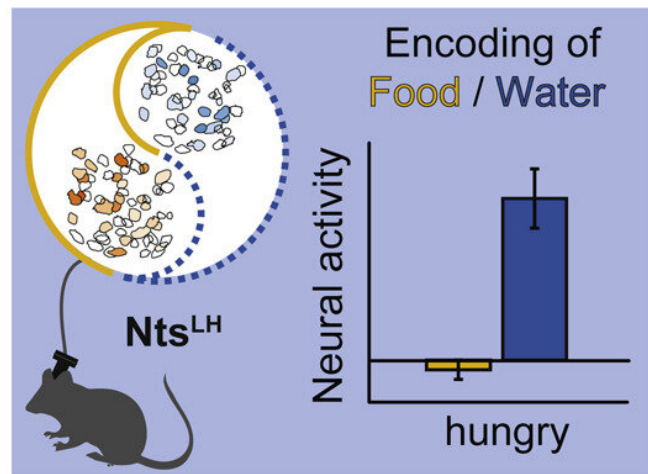 Encoding of
Food / Water
Neural activity
hungry
Nts^LH